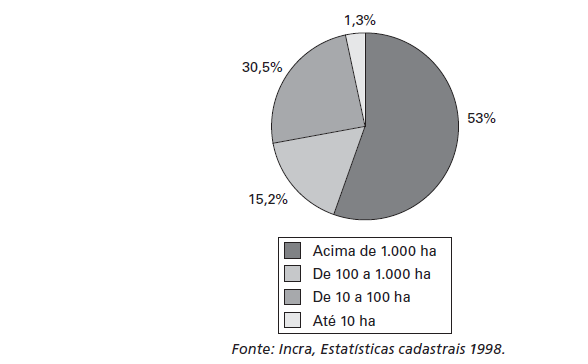 1,3%
30,5%
53%
15,2%
Acima de 1.000 ha
De 100 a 1.000 ha
De 10 a 100 ha
Até 10 ha
Fonte: Incra, Estatísticas cadastrais 1998.